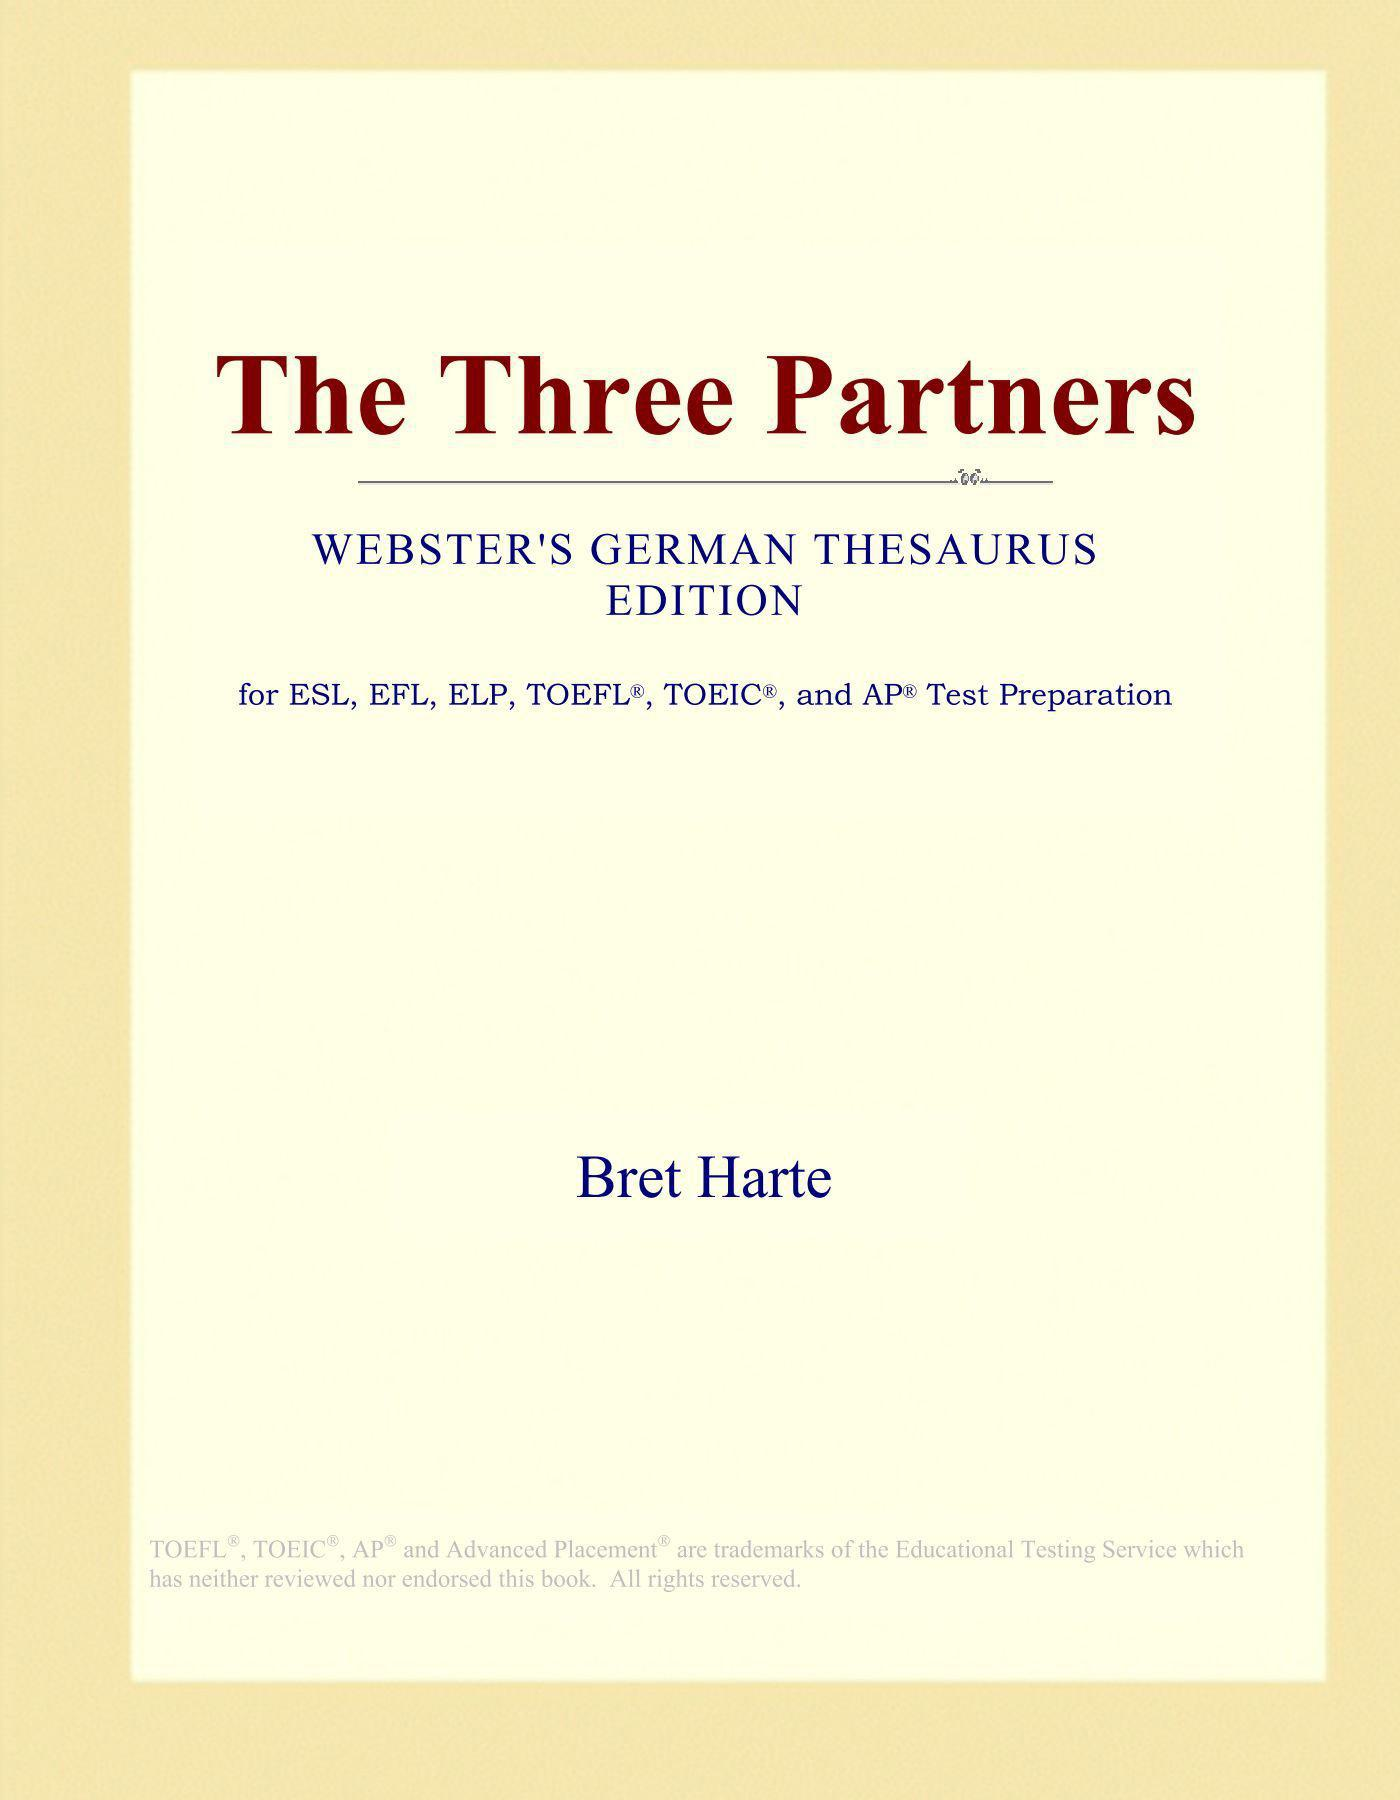 The Three Partners
WEBSTER'S GERMAN THESAURUS
EDITION
for ESL, EFL, ELP, TOEFL®, TOEIC®, and AP® Test Preparation
Bret Harte
TOEFL®, TOEIC®, AP® and Advanced Placement® are trademarks of the Educational Testing Service which
has neither reviewed nor endorsed this book.  All rights reserved.